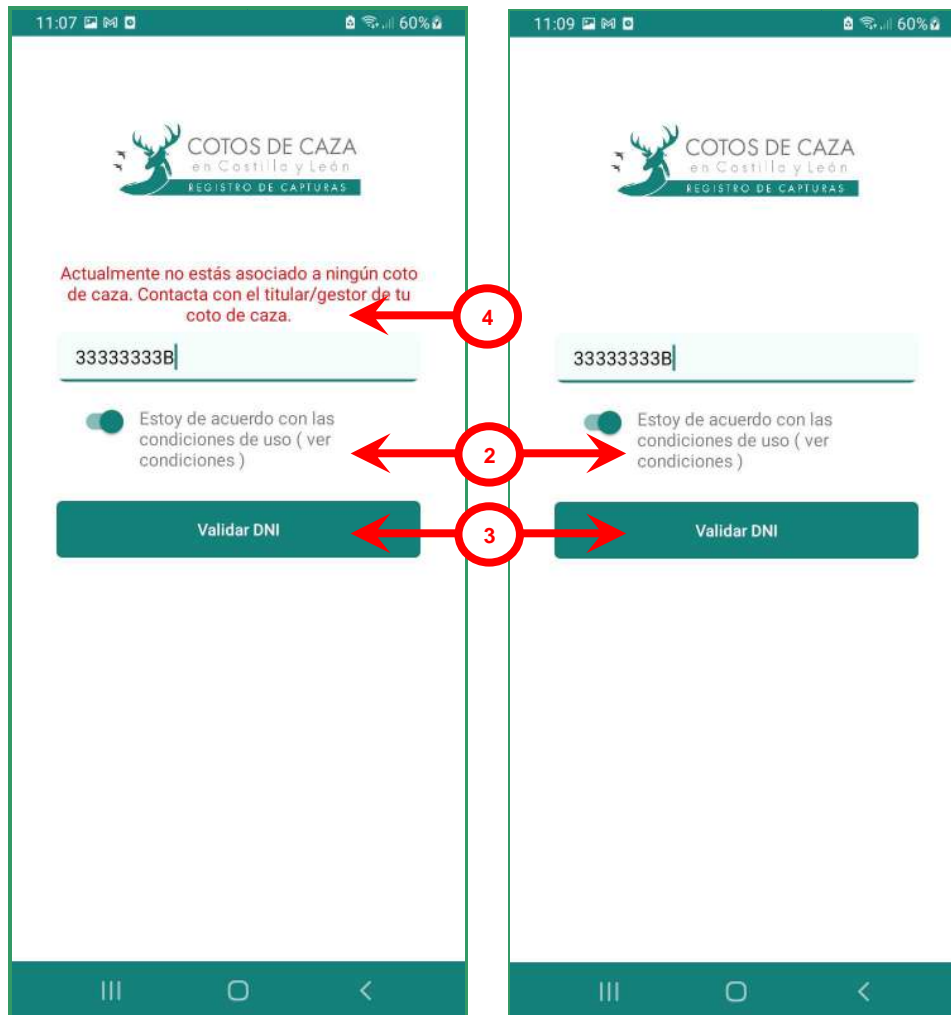 11:07
60%
COTOS DE CAZA
en Castilla y León
REGISTRO DE CAPTURAS
Actualmente no estás asociado a ningún coto
de caza. Contacta con el titular/gestor de tu
coto de caza.
33333333B
Estoy de acuerdo con las
condiciones de uso ( ver
condiciones )
Validar DNI
4
2
3
11:09
60%
COTOS DE CAZA
en Castilla y León
REGISTRO DE CAPTURAS
33333333B
Estoy de acuerdo con las
condiciones de uso ( ver
condiciones )
Validar DNI